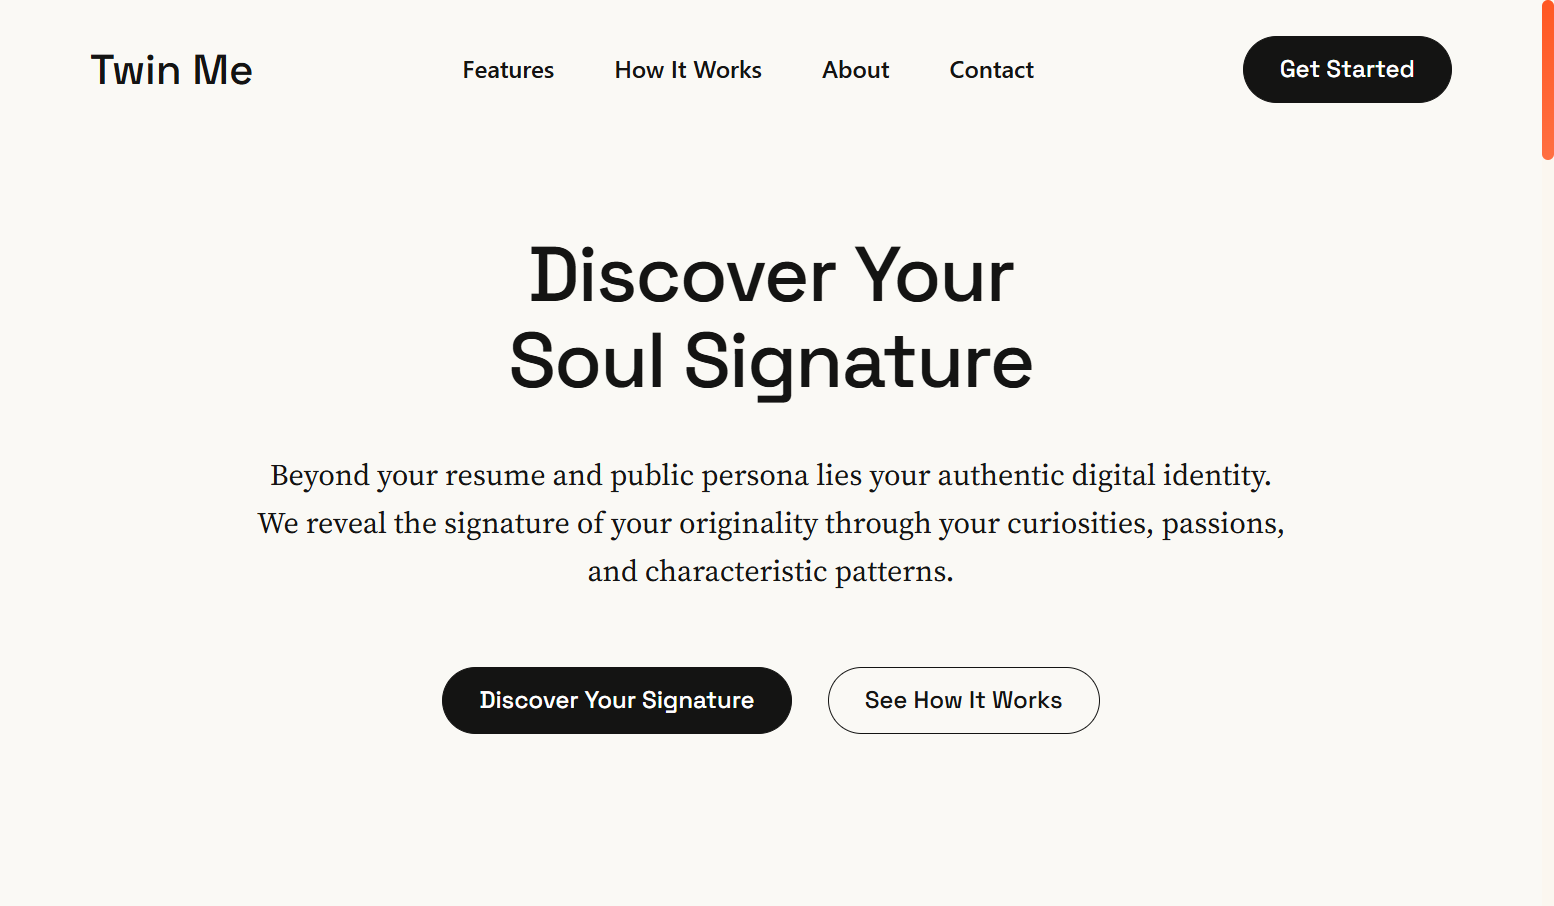 Twin Me
Features
How It Works
About
Contact
Get Started
Discover Your
Soul Signature
Beyond your resume and public persona lies your authentic digital identity.
We reveal the signature of your originality through your curiosities, passions,
and characteristic patterns.
Discover Your Signature
See How It Works